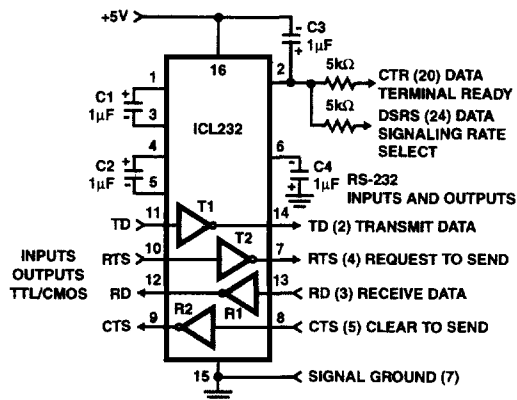 +5V
C3
1μF
-
+
16
2
5kΩ
CTR (20) DATA
TERMINAL READY
5kΩ
DSRS (24) DATA
SIGNALING RATE
SELECT
1
C1
1μF
+
-
3
ICL232
4
C2
1μF
+
-
5
6
-
+
C4
1μF
RS-232
INPUTS AND OUTPUTS
TD
11
T1
14
TD (2) TRANSMIT DATA
RTS
10
T2
7
RTS (4) REQUEST TO SEND
INPUTS
OUTPUTS
TTL/CMOS
RD
12
R1
13
RD (3) RECEIVE DATA
CTS
9
R2
8
CTS (5) CLEAR TO SEND
15
SIGNAL GROUND (7)